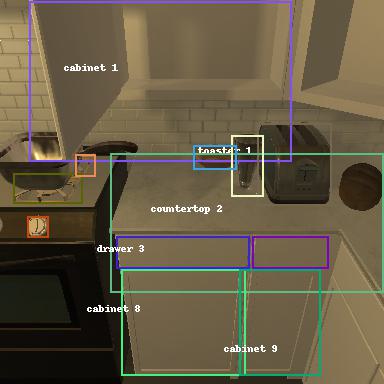 cabinet 1
toaster 1
countertop 2
drawer 3
cabinet 8
cabinet 9